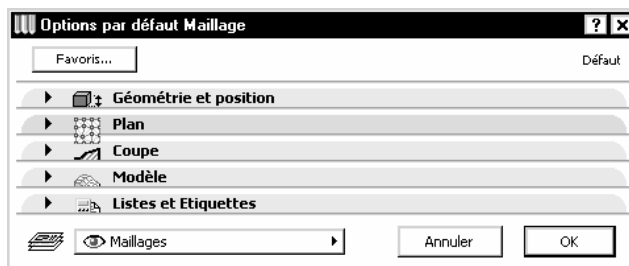 Options par défaut Maillage
Favoris...
Défaut
Géométrie et position
Plan
Coupe
Modèle
Listes et Etiquettes
Maillages
Annuler
OK